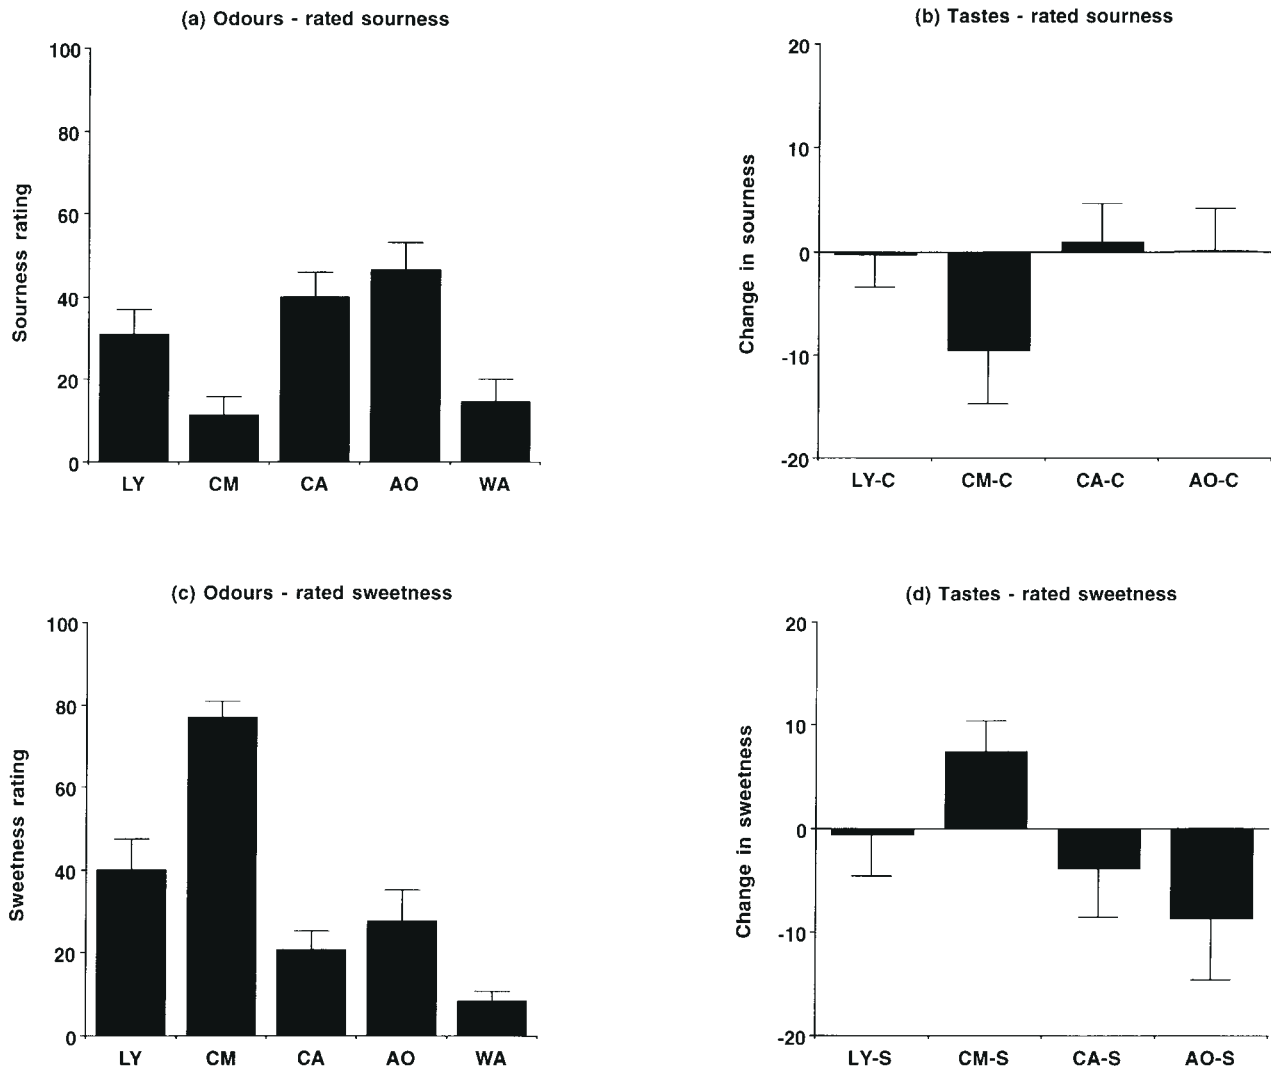 (a) Odours - rated sourness
100
80
60
40
20
0
Sourness rating
LY CM CA AO WA
(b) Tastes - rated sourness
20
10
0
-10
-20
Change in sourness
LY-C CM-C CA-C AO-C
(c) Odours - rated sweetness
100
80
60
40
20
0
Sweetness rating
LY CM CA AO WA
(d) Tastes - rated sweetness
20
10
0
-10
-20
Change in sweetness
LY-S CM-S CA-S AO-S